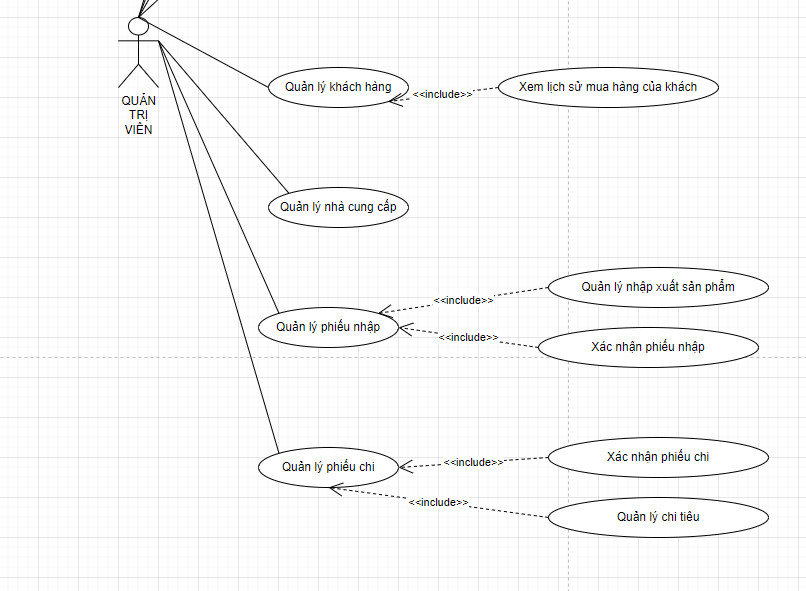 QUẢN
TRỊ
VIÊN
Quản lý khách hàng
<<include>>
Xem lịch sử mua hàng của khách
Quản lý nhà cung cấp
Quản lý nhập xuất sản phẩm
<<include>>
Quản lý phiếu nhập
<<include>>
Xác nhận phiếu nhập
Xác nhận phiếu chi
<<include>>
Quản lý phiếu chi
<<include>>
Quản lý chi tiêu